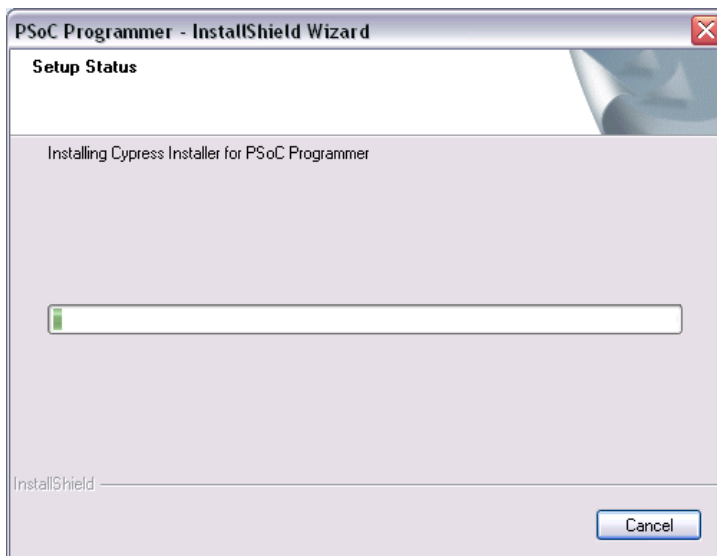 PSoC Programmer - InstallShield Wizard
Setup Status
Installing Cypress Installer for PSoC Programmer
InstallShield
Cancel